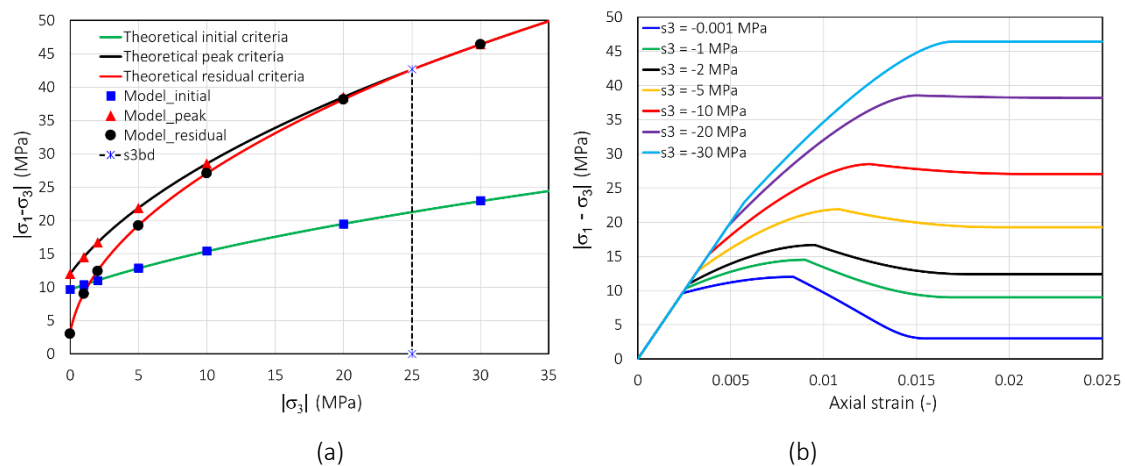 50
45
40
35
30
25
20
15
10
5
0
|σ1-σ3| (MPa)
Theoretical initial criteria
Theoretical peak criteria
Theoretical residual criteria
Model_initial
Model_peak
Model_residual
s3bd
0 5 10 15 20 25 30 35
|σ3| (MPa)
(a)
50
45
40
35
30
25
20
15
10
5
0
|σ1 - σ3| (MPa)
s3 = -0.001 MPa
s3 = -1 MPa
s3 = -2 MPa
s3 = -5 MPa
s3 = -10 MPa
s3 = -20 MPa
s3 = -30 MPa
0 0.005 0.01 0.015 0.02 0.025
Axial strain (-)
(b)